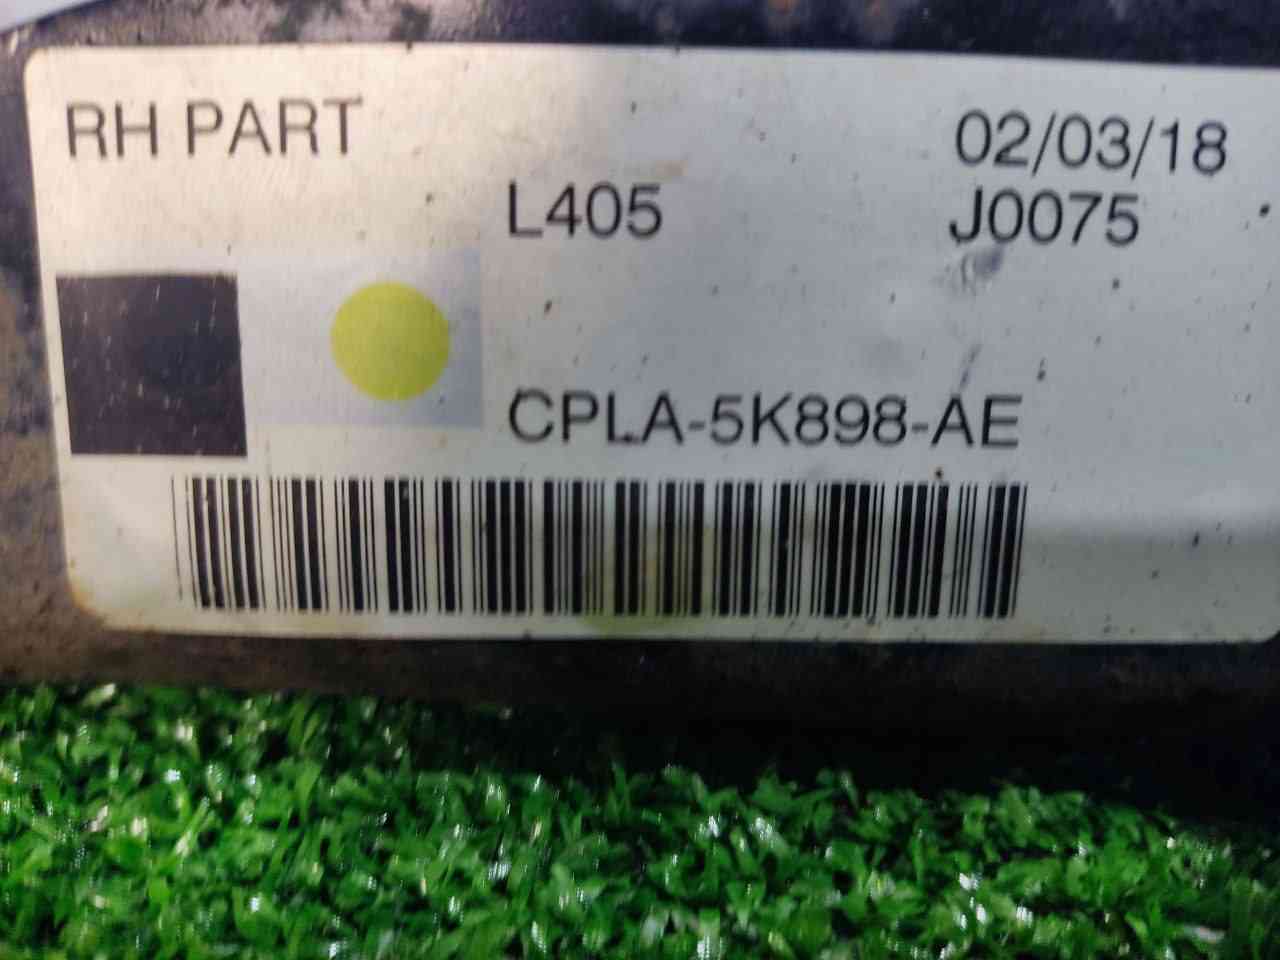 RH PART
02/03/18
L405
J0075
CPLA-5K898-AE